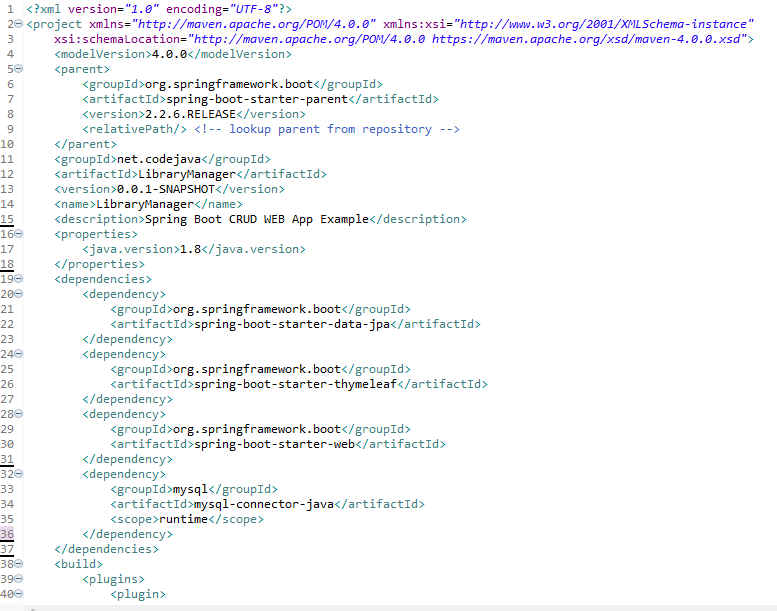 1 <?xml version="1.0" encoding="UTF-8"?>
2 <project xmlns="http://maven.apache.org/POM/4.0.0" xmlns:xsi="http://www.w3.org/2001/XMLSchema-instance"
3     xsi:schemaLocation="http://maven.apache.org/POM/4.0.0 https://maven.apache.org/xsd/maven-4.0.0.xsd">
4     <modelVersion>4.0.0</modelVersion>
5     <parent>
6         <groupId>org.springframework.boot</groupId>
7         <artifactId>spring-boot-starter-parent</artifactId>
8         <version>2.2.6.RELEASE</version>
9         <relativePath/> <!-- lookup parent from repository -->
10     </parent>
11     <groupId>net.codejava</groupId>
12     <artifactId>LibraryManager</artifactId>
13     <version>0.0.1-SNAPSHOT</version>
14     <name>LibraryManager</name>
15     <description>Spring Boot CRUD WEB App Example</description>
16     <properties>
17         <java.version>1.8</java.version>
18     </properties>
19     <dependencies>
20         <dependency>
21             <groupId>org.springframework.boot</groupId>
22             <artifactId>spring-boot-starter-data-jpa</artifactId>
23         </dependency>
24         <dependency>
25             <groupId>org.springframework.boot</groupId>
26             <artifactId>spring-boot-starter-thymeleaf</artifactId>
27         </dependency>
28         <dependency>
29             <groupId>org.springframework.boot</groupId>
30             <artifactId>spring-boot-starter-web</artifactId>
31         </dependency>
32         <dependency>
33             <groupId>mysql</groupId>
34             <artifactId>mysql-connector-java</artifactId>
35             <scope>runtime</scope>
36         </dependency>
37     </dependencies>
38     <build>
39         <plugins>
40             <plugin>